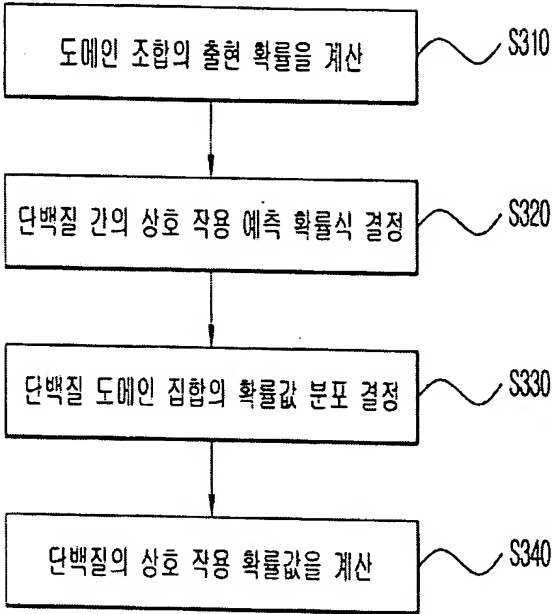 도메인 조합의 출현 확률을 계산
S310
단백질 간의 상호 작용 예측 확률식 결정
S320
단백질 도메인 집합의 확률값 분포 결정
S330
단백질의 상호 작용 확률값을 계산
S340